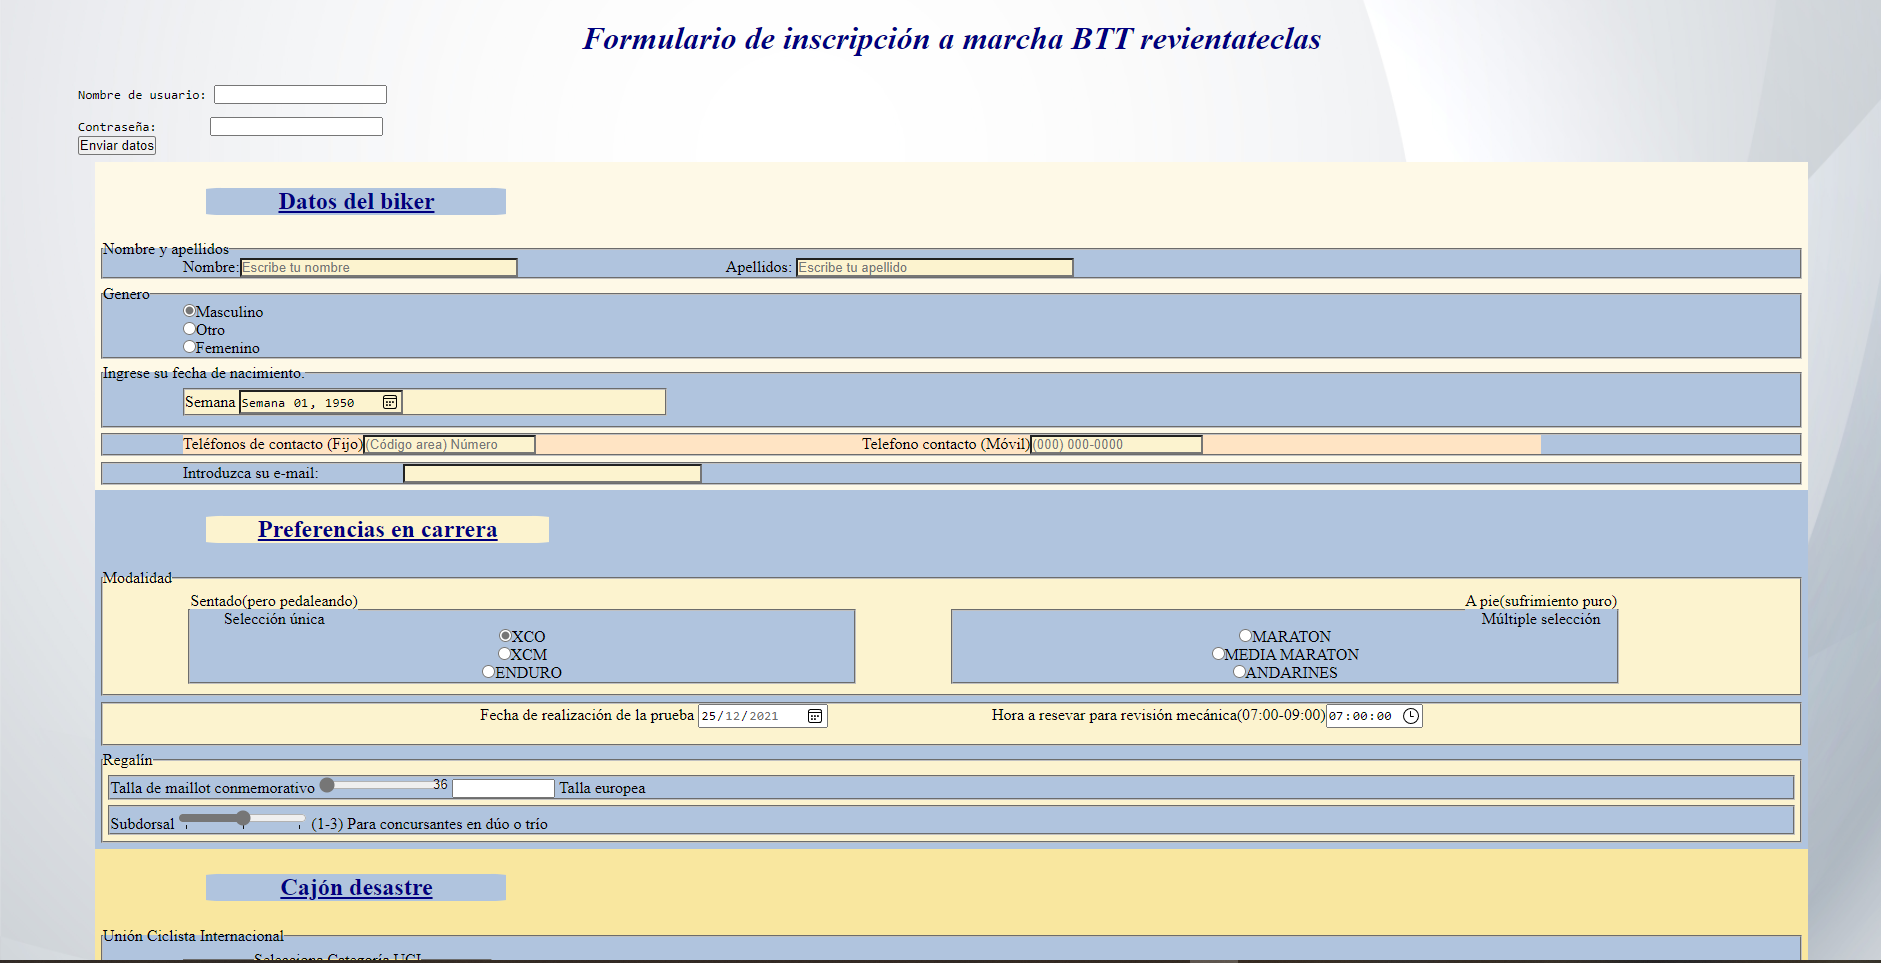 Formulario de inscripción a marcha BTT revientateclas
Nombre de usuario:
Contraseña:
Enviar datos
Datos del biker
Nombre y apellidos
Nombre: Escribe tu nombre Apellidos: Escribe tu apellido
Genero
Masculino
Otro
Femenino
Ingrese su fecha de nacimiento.
Semana Semana 01, 1950
Teléfonos de contacto (Fijo) (Código area) Número Telefono contacto (Móvil) (000) 000-0000
Introduzca su e-mail:
Preferencias en carrera
Modalidad
Sentado(pero pedaleando) A pie(sufrimiento puro)
Selección única Múltiple selección
XCO MARATON
XCM MEDIA MARATON
ENDURO ANDARINES
Fecha de realización de la prueba 25/12/2021 Hora a resevar para revisión mecánica(07:00-09:00) 07:00:00
Regalín
Talla de maillot conmemorativo 36 Talla europea
Subdorsal (1-3) Para concursantes en dúo o trío
Cajón desastre
Unión Ciclista Internacional
Selecciona Categoría UCI